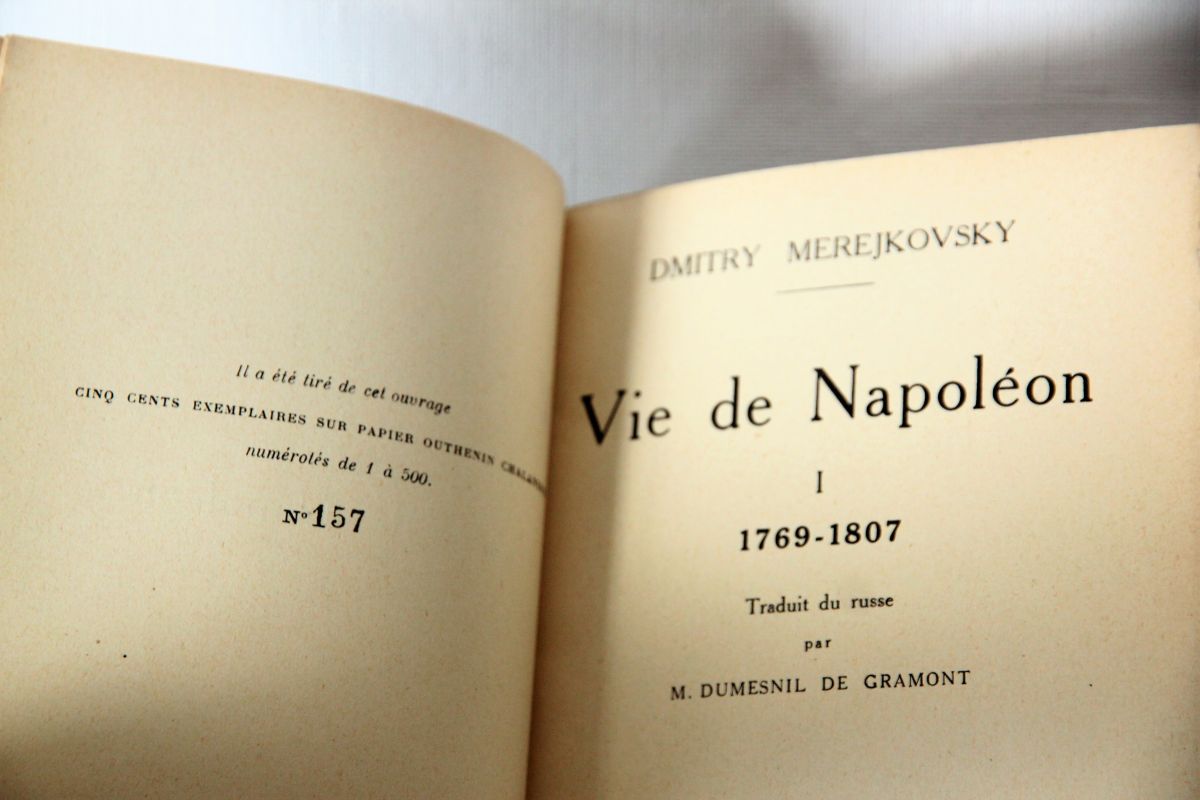 Il a été tiré de cet ouvrage
CINQ CENTS EXEMPLAIRES SUR PAPIER OUTHENIN
numérotés de 1 à 500.
Nº 157
DMITRY MEREJKOVSKY
Vie de Napoléon
I
1769-1807
Traduit du russe
par
M. DUMESNIL DE GRAMONT